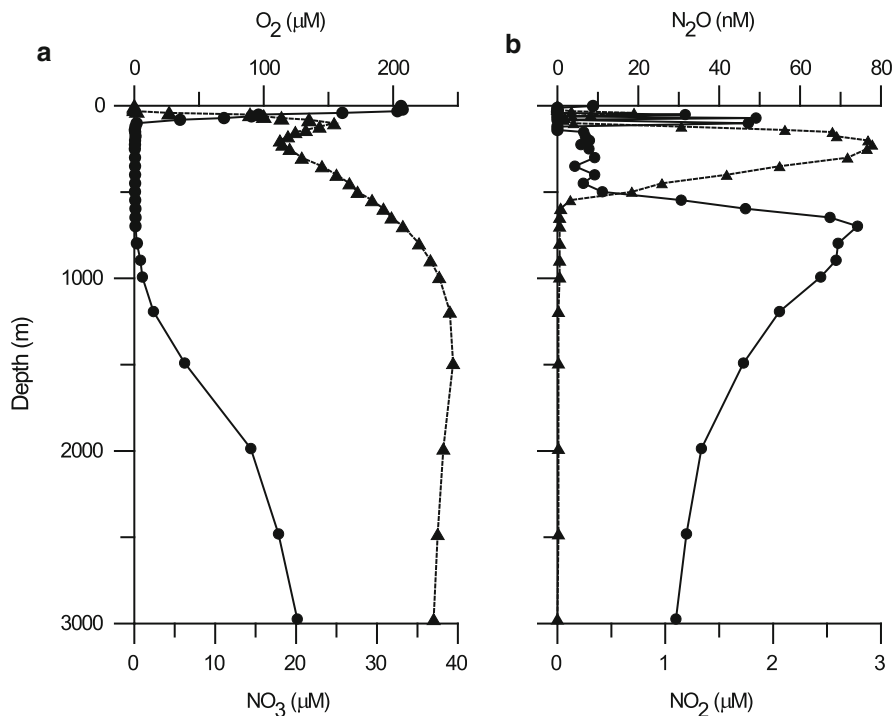 O₂ (μM)
N₂O (nM)
a
b
0 100 200
0 20 40 60 80
0
1000
2000
3000
Depth (m)
0 10 20 30 40
0 1 2 3
NO₃ (μM)
NO₂ (μM)